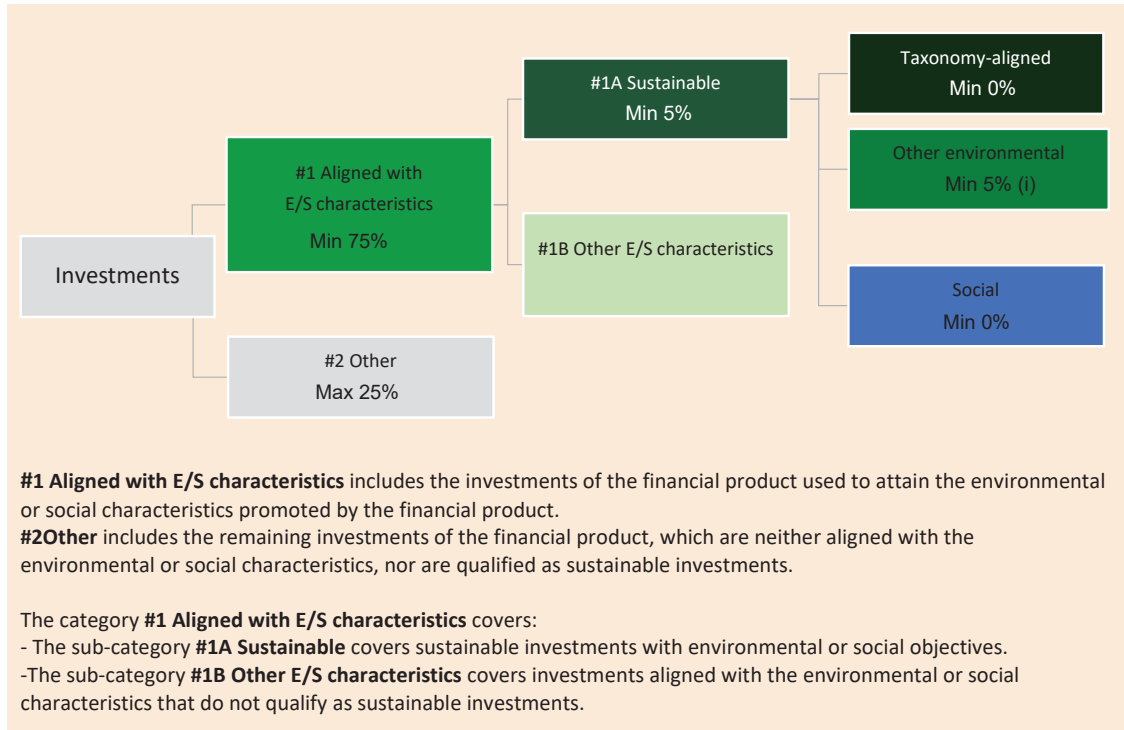 Investments
#1 Aligned with
E/S characteristics
Min 75%
#2 Other
Max 25%
#1A Sustainable
Min 5%
#1B Other E/S characteristics
Taxonomy-aligned
Min 0%
Other environmental
Min 5% (i)
Social
Min 0%
#1 Aligned with E/S characteristics includes the investments of the financial product used to attain the environmental
or social characteristics promoted by the financial product.
#2Other includes the remaining investments of the financial product, which are neither aligned with the
environmental or social characteristics, nor are qualified as sustainable investments.
The category #1 Aligned with E/S characteristics covers:
- The sub-category #1A Sustainable covers sustainable investments with environmental or social objectives.
-The sub-category #1B Other E/S characteristics covers investments aligned with the environmental or social
characteristics that do not qualify as sustainable investments.